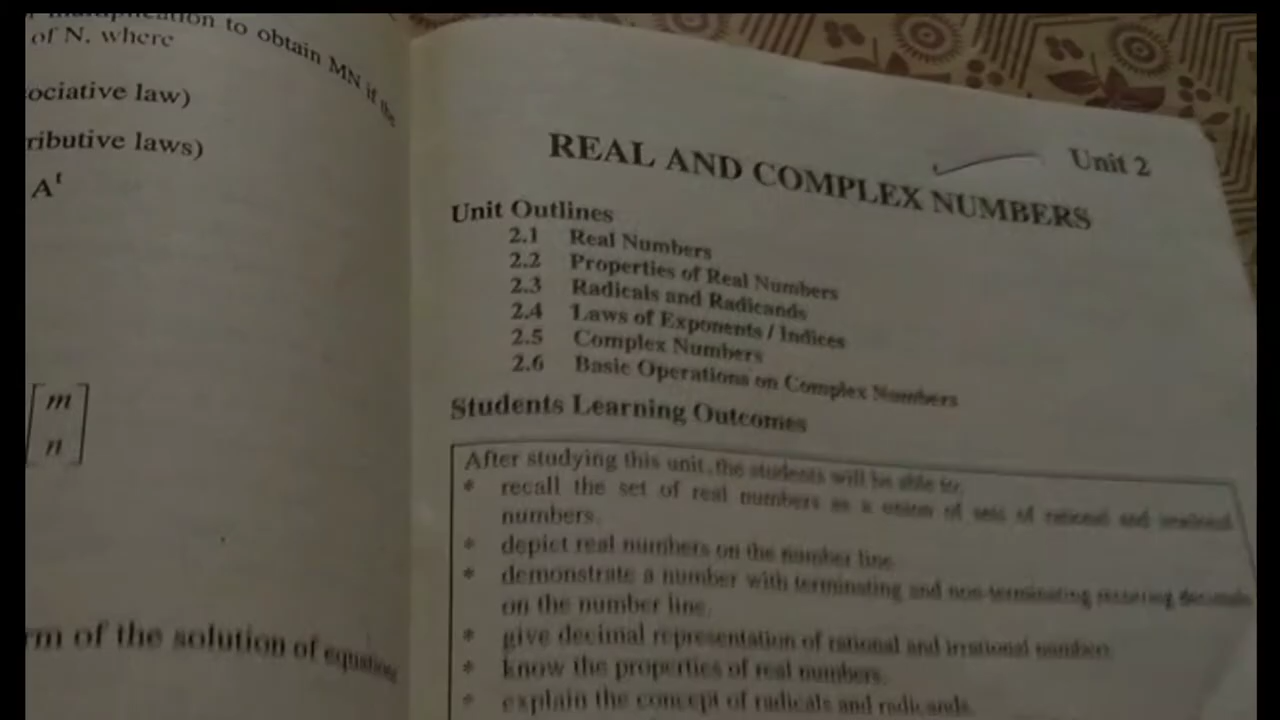 multiplication to obtain MN if the
of N, where
ociative law)
ributive laws)
Aᵗ
m
n
rm of the solution of equation
Unit 2
REAL AND COMPLEX NUMBERS
Unit Outlines
2.1 Real Numbers
2.2 Properties of Real Numbers
2.3 Radicals and Radicands
2.4 Laws of Exponents / Indices
2.5 Complex Numbers
2.6 Basic Operations on Complex Numbers
Students Learning Outcomes
After studying this unit, the students will be able to:
* recall the set of real numbers as a union of sets of rational and irrational
numbers.
* depict real numbers on the number line.
* demonstrate a number with terminating and non-terminating recurring decimals
on the number line.
* give decimal representation of rational and irrational numbers.
* know the properties of real numbers.
* explain the concept of radicals and radicands.